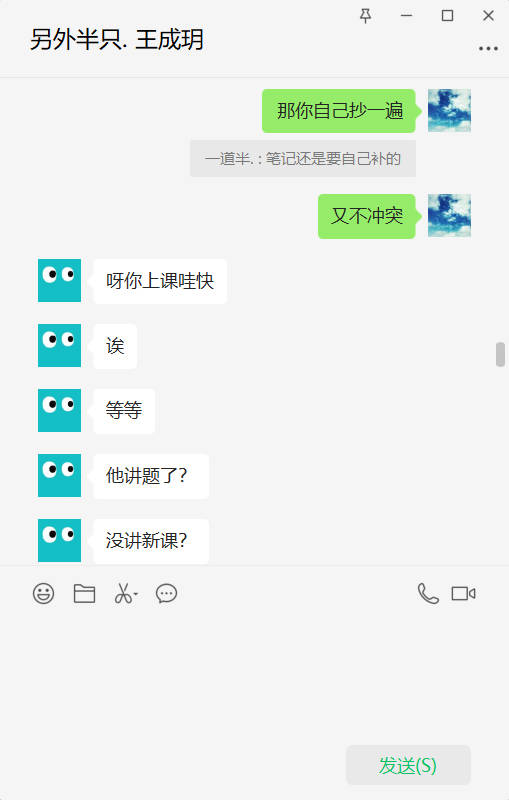 另外半只. 王成玥
那你自己抄一遍
一道半. : 笔记还是要自己补的
又不冲突
呀你上课哇快
诶
等等
他讲题了？
没讲新课？
发送(S)